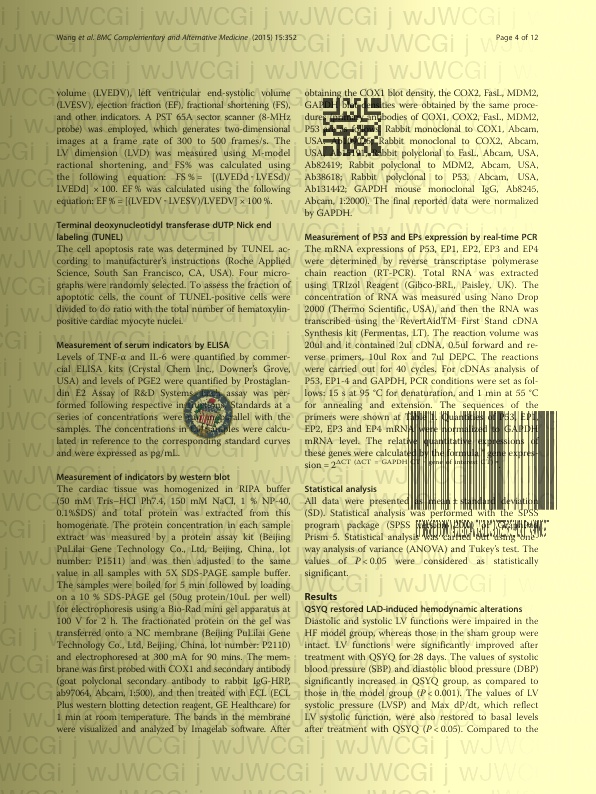 Wang et al. BMC Complementary and Alternative Medicine (2015) 15:352
Page 4 of 12
volume (LVEDV), left ventricular end-systolic volume
(LVESV), ejection fraction (EF), fractional shortening (FS),
and other indicators. A PST 65A sector scanner (8-MHz
probe) was employed, which generates two-dimensional
images at a frame rate of 300 to 500 frames/s. The
LV dimension (LVD) was measured using M-model
ractional shortening, and FS% was calculated using
the following equation: FS % = [(LVEDd - LVESd)/
LVEDd] × 100. EF % was calculated using the following
equation: EF % = [(LVEDV - LVESV)/LVEDV] × 100 %.
Terminal deoxynucleotidyl transferase dUTP Nick end
labeling (TUNEL)
The cell apoptosis rate was determined by TUNEL ac-
cording to manufacturer's instructions (Roche Applied
Science, South San Francisco, CA, USA). Four micro-
graphs were randomly selected. To assess the fraction of
apoptotic cells, the count of TUNEL-positive cells were
divided to do ratio with the total number of hematoxylin-
positive cardiac myocyte nuclei.
Measurement of serum indicators by ELISA
Levels of TNF-α and IL-6 were quantified by commer-
cial ELISA kits (Crystal Chem Inc., Downer's Grove,
USA) and levels of PGE2 were quantified by Prostaglan-
din E2 Assay of R&D Systems. assay was per-
formed following respective Standards at a
series of concentrations were parallel with the
samples. The concentrations in samples were calcu-
lated in reference to the corresponding standard curves
and were expressed as pg/mL.
Measurement of indicators by western blot
The cardiac tissue was homogenized in RIPA buffer
(50 mM Tris−HCl Ph7.4, 150 mM NaCl, 1 % NP-40,
0.1%SDS) and total protein was extracted from this
homogenate. The protein concentration in each sample
extract was measured by a protein assay kit (Beijing
PuLilai Gene Technology Co., Ltd, Beijing, China, lot
number: P1511) and was then adjusted to the same
value in all samples with 5X SDS-PAGE sample buffer.
The samples were boiled for 5 min followed by loading
on a 10 % SDS-PAGE gel (50ug protein/10uL per well)
for electrophoresis using a Bio-Rad mini gel apparatus at
100 V for 2 h. The fractionated protein on the gel was
transferred onto a NC membrane (Beijing PuLilai Gene
Technology Co., Ltd, Beijing, China, lot number: P2110)
and electrophoresed at 300 mA for 90 mins. The mem-
brane was first probed with COX1 and secondary antibody
(goat polyclonal secondary antibody to rabbit IgG-HRP,
ab97064, Abcam, 1:500), and then treated with ECL (ECL
Plus western blotting detection reagent, GE Healthcare) for
1 min at room temperature. The bands in the membrane
were visualized and analyzed by Imagelab software. After
obtaining the COX1 blot density, the COX2, FasL, MDM2,
GAPDH blot densities were obtained by the same proce-
dures antibodies of COX1, COX2, FasL, MDM2,
P53 Rabbit monoclonal to COX1, Abcam,
USA, Rabbit monoclonal to COX2, Abcam,
USA, Rabbit polyclonal to FasL, Abcam, USA,
Ab82419; Rabbit polyclonal to MDM2, Abcam, USA,
Ab38618; Rabbit polyclonal to P53, Abcam, USA,
Ab131442; GAPDH mouse monoclonal IgG, Ab8245,
Abcam, 1:2000). The final reported data were normalized
by GAPDH.
Measurement of P53 and EPs expression by real-time PCR
The mRNA expressions of P53, EP1, EP2, EP3 and EP4
were determined by reverse transcriptase polymerase
chain reaction (RT-PCR). Total RNA was extracted
using TRIzol Reagent (Gibco-BRL, Paisley, UK). The
concentration of RNA was measured using Nano Drop
2000 (Thermo Scientific, USA), and then the RNA was
transcribed using the RevertAidTM First Stand cDNA
Synthesis kit (Fermentas, LT). The reaction volume was
20ul and it contained 2ul cDNA, 0.5ul forward and re-
verse primers, 10ul Rox and 7ul DEPC. The reactions
were carried out for 40 cycles. For cDNAs analysis of
P53, EP1-4 and GAPDH, PCR conditions were set as fol-
lows: 15 s at 95 °C for denaturation, and 1 min at 55 °C
for annealing and extension. The sequences of the
primers were shown at Table 1. Quantities of P53, EP1,
EP2, EP3 and EP4 mRNA were normalized to GAPDH
mRNA level. The relative quantitative expressions of
these genes were calculated by the formula " gene expres-
sion = 2ΔCT (ΔCT = GAPDH CT - gene of interest CT)".
Statistical analysis
All data were presented as mean ± standard deviation
(SD). Statistical analysis was performed with the SPSS
program package (SPSS
Prism 5. Statistical analysis was carried out using one-
way analysis of variance (ANOVA) and Tukey's test. The
values of P < 0.05 were considered as statistically
significant.
Results
QSYQ restored LAD-induced hemodynamic alterations
Diastolic and systolic LV functions were impaired in the
HF model group, whereas those in the sham group were
intact. LV functions were significantly improved after
treatment with QSYQ for 28 days. The values of systolic
blood pressure (SBP) and diastolic blood pressure (DBP)
significantly increased in QSYQ group, as compared to
those in the model group (P < 0.001). The values of LV
systolic pressure (LVSP) and Max dP/dt, which reflect
LV systolic function, were also restored to basal levels
after treatment with QSYQ (P < 0.05). Compared to the